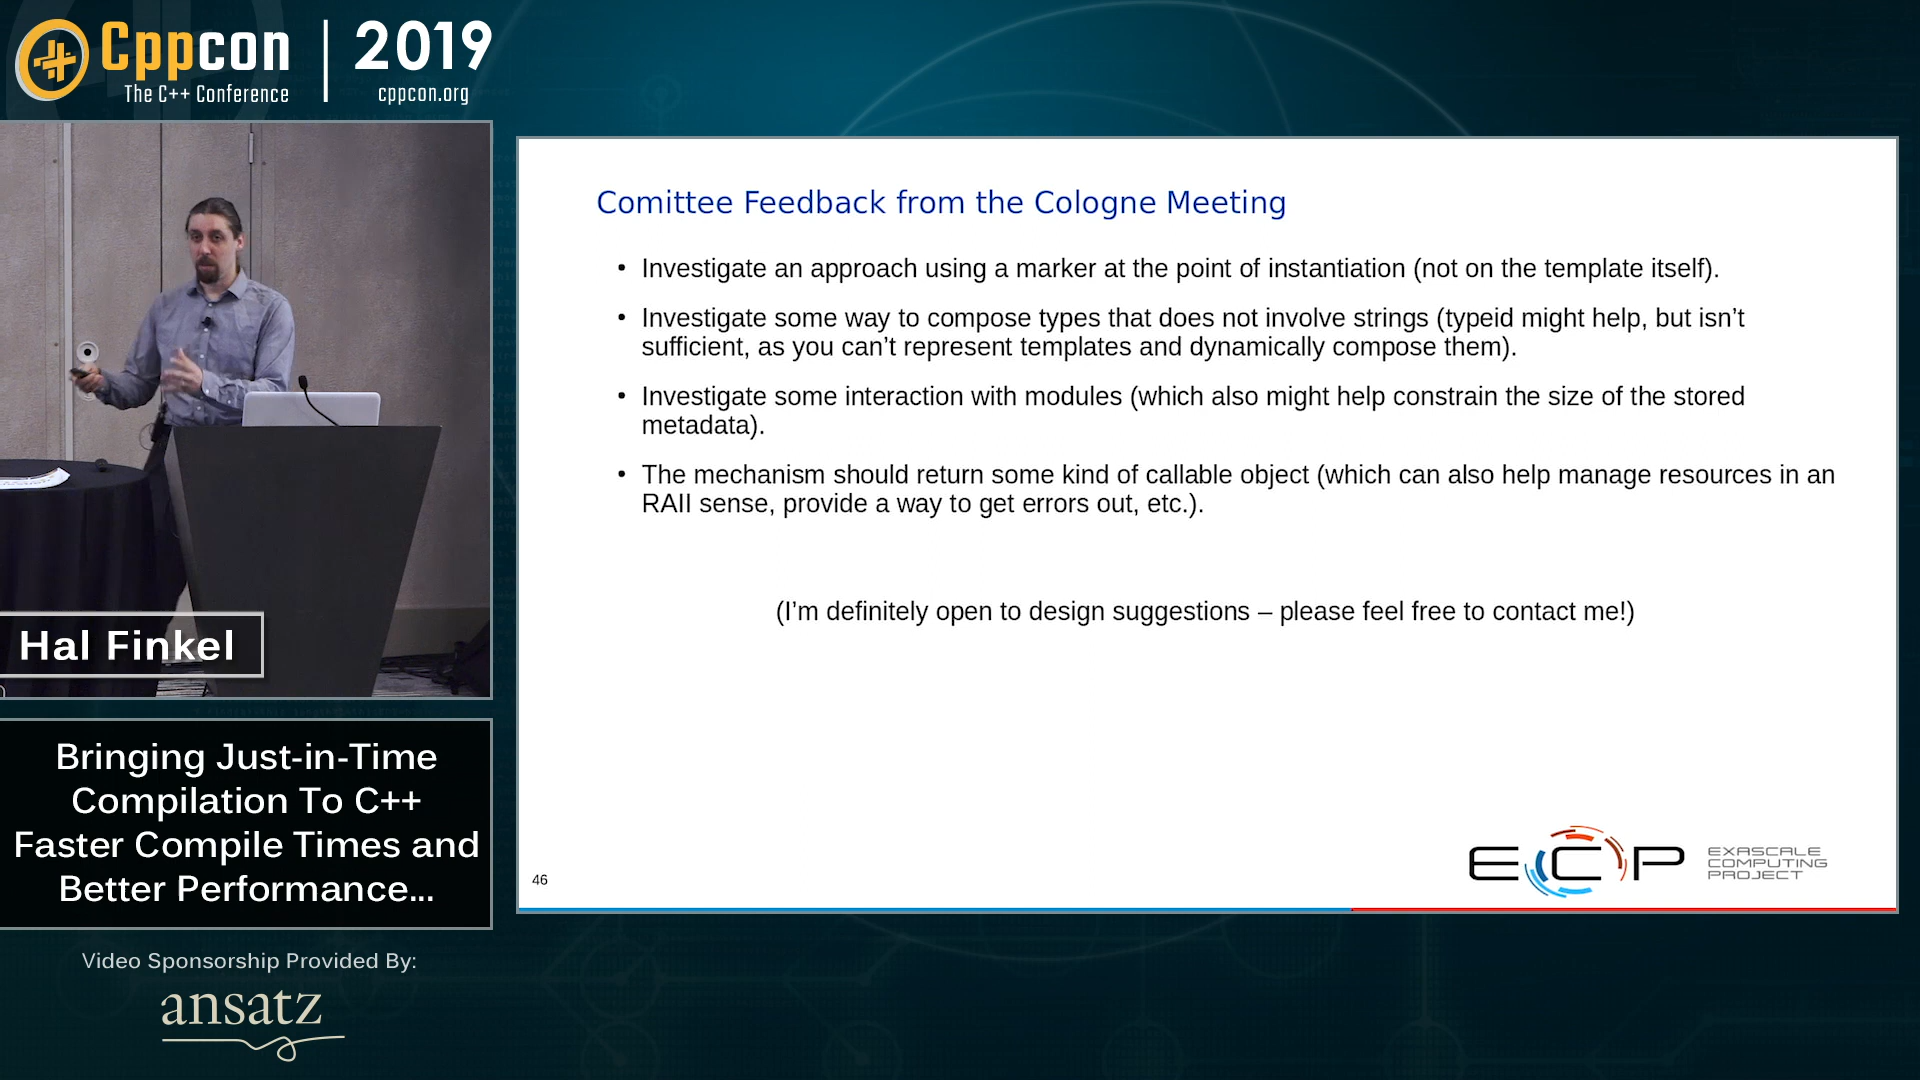 Cppcon
The C++ Conference
2019
cppcon.org
Hal Finkel
Bringing Just-in-Time
Compilation To C++
Faster Compile Times and
Better Performance...
Video Sponsorship Provided By:
ansatz
Comittee Feedback from the Cologne Meeting
• Investigate an approach using a marker at the point of instantiation (not on the template itself).
• Investigate some way to compose types that does not involve strings (typeid might help, but isn’t
sufficient, as you can’t represent templates and dynamically compose them).
• Investigate some interaction with modules (which also might help constrain the size of the stored
metadata).
• The mechanism should return some kind of callable object (which can also help manage resources in an
RAII sense, provide a way to get errors out, etc.).
(I’m definitely open to design suggestions – please feel free to contact me!)
46
ECP
EXASCALE
COMPUTING
PROJECT